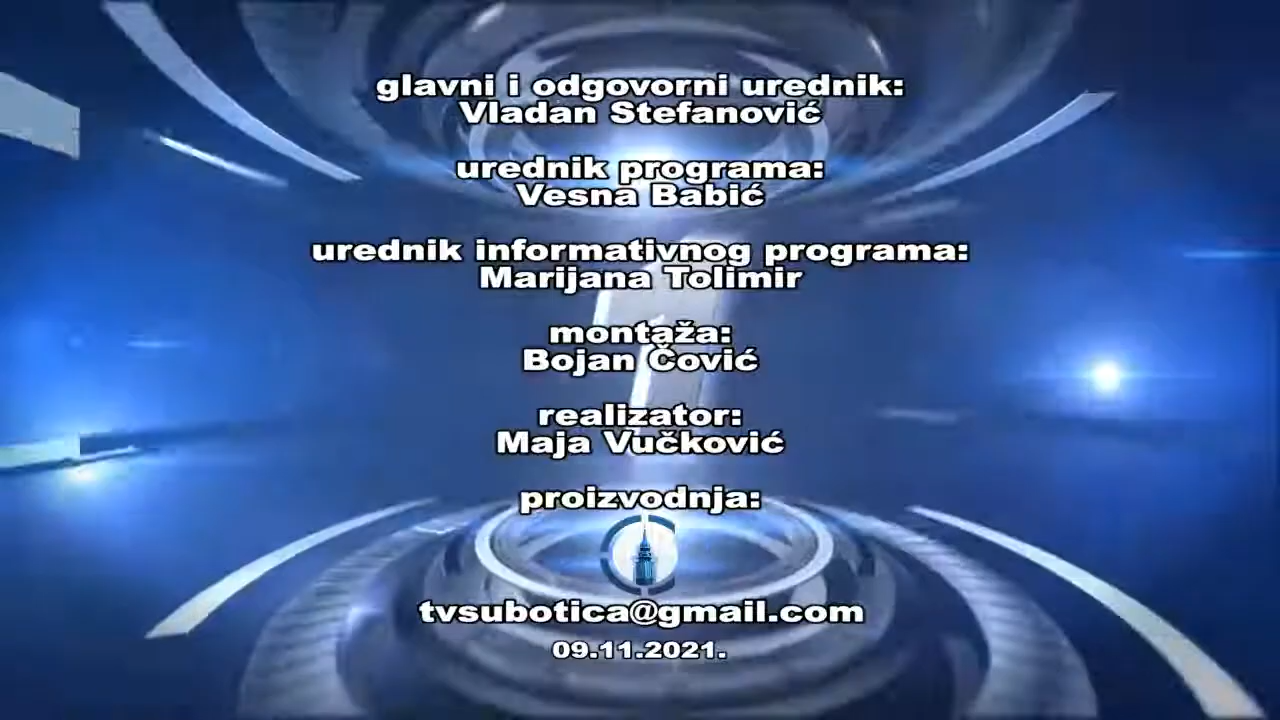 glavni i odgovorni urednik:
Vladan Stefanović
urednik programa:
Vesna Babić
urednik informativnog programa:
Marijana Tolimir
montaža:
Bojan Čović
realizator:
Maja Vučković
proizvodnja:
tvsubotica@gmail.com
09.11.2021.